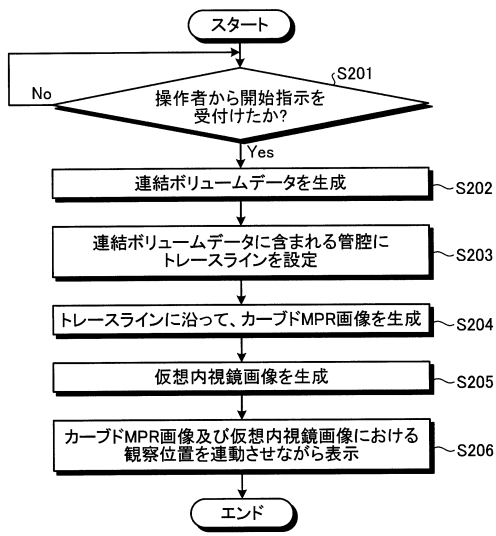 スタート
S201
操作者から開始指示を
受付けたか?
No
Yes
連結ボリュームデータを生成
S202
連結ボリュームデータに含まれる管腔に
トレースラインを設定
S203
トレースラインに沿って、カーブドMPR画像を生成
S204
仮想内視鏡画像を生成
S205
カーブドMPR画像及び仮想内視鏡画像における
観察位置を連動させながら表示
S206
エンド